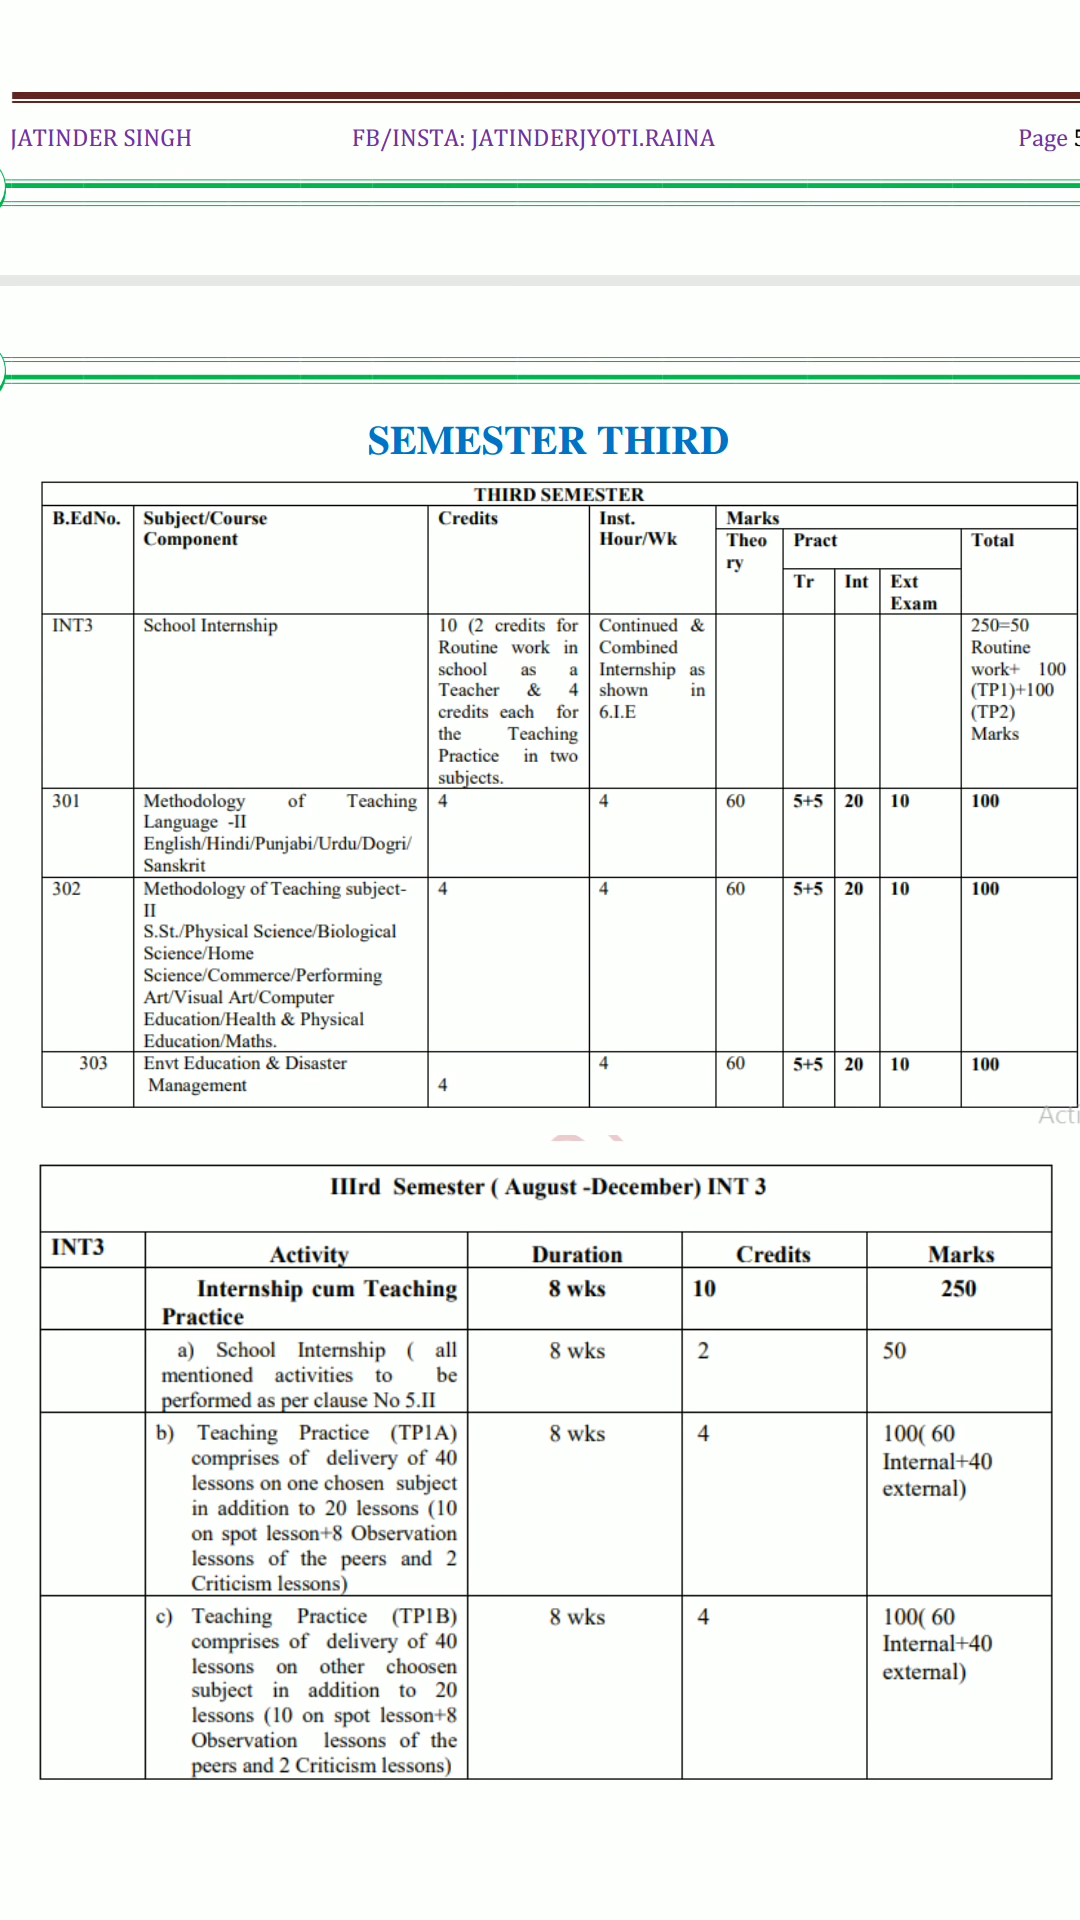 JATINDER SINGH FB/INSTA: JATINDERJYOTI.RAINA Page 5
SEMESTER THIRD
THIRD SEMESTER
B.EdNo. Subject/Course Component Credits Inst. Hour/Wk Marks
Theo ry Pract Total
Tr Int Ext Exam
INT3 School Internship 10 (2 credits for Continued & 250=50
Routine work in Combined Routine
school as a Internship as work+ 100
Teacher & 4 shown in (TP1)+100
credits each for 6.I.E (TP2)
the Teaching Marks
Practice in two
subjects.
301 Methodology of Teaching 4 4 60 5+5 20 10 100
Language -II
English/Hindi/Punjabi/Urdu/Dogri/
Sanskrit
302 Methodology of Teaching subject- 4 4 60 5+5 20 10 100
II
S.St./Physical Science/Biological
Science/Home
Science/Commerce/Performing
Art/Visual Art/Computer
Education/Health & Physical
Education/Maths.
303 Envt Education & Disaster 4 60 5+5 20 10 100
Management 4
Acti
IIIrd Semester ( August -December) INT 3
INT3 Activity Duration Credits Marks
Internship cum Teaching 8 wks 10 250
Practice
a) School Internship ( all 8 wks 2 50
mentioned activities to be
performed as per clause No 5.II
b) Teaching Practice (TP1A) 8 wks 4 100( 60
comprises of delivery of 40 Internal+40
lessons on one chosen subject external)
in addition to 20 lessons (10
on spot lesson+8 Observation
lessons of the peers and 2
Criticism lessons)
c) Teaching Practice (TP1B) 8 wks 4 100( 60
comprises of delivery of 40 Internal+40
lessons on other choosen external)
subject in addition to 20
lessons (10 on spot lesson+8
Observation lessons of the
peers and 2 Criticism lessons)